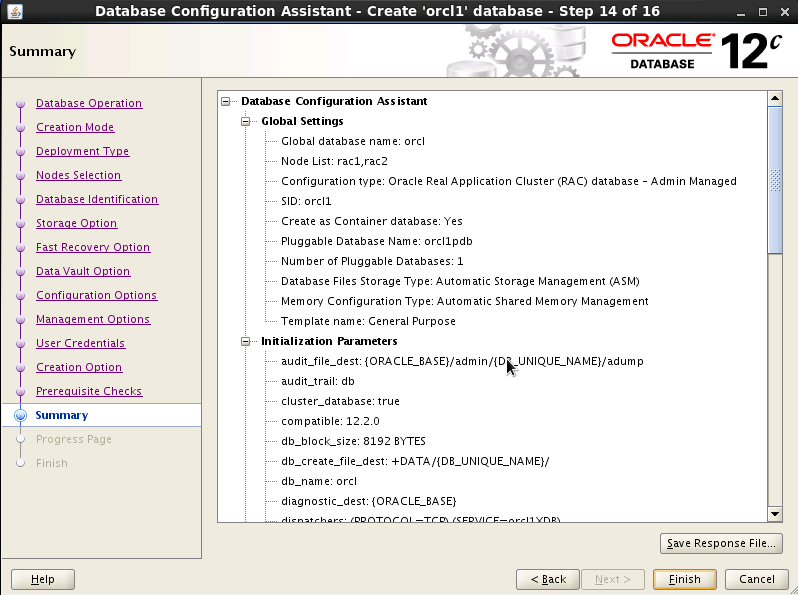 Database Configuration Assistant - Create 'orcl1' database - Step 14 of 16
Summary
ORACLE
DATABASE
12c
Database Operation
Creation Mode
Deployment Type
Nodes Selection
Database Identification
Storage Option
Fast Recovery Option
Data Vault Option
Configuration Options
Management Options
User Credentials
Creation Option
Prerequisite Checks
Summary
Progress Page
Finish
Database Configuration Assistant
Global Settings
Global database name: orcl
Node List: rac1,rac2
Configuration type: Oracle Real Application Cluster (RAC) database - Admin Managed
SID: orcl1
Create as Container database: Yes
Pluggable Database Name: orcl1pdb
Number of Pluggable Databases: 1
Database Files Storage Type: Automatic Storage Management (ASM)
Memory Configuration Type: Automatic Shared Memory Management
Template name: General Purpose
Initialization Parameters
audit_file_dest: {ORACLE_BASE}/admin/{DB_UNIQUE_NAME}/adump
audit_trail: db
cluster_database: true
compatible: 12.2.0
db_block_size: 8192 BYTES
db_create_file_dest: +DATA/{DB_UNIQUE_NAME}/
db_name: orcl
diagnostic_dest: {ORACLE_BASE}
dispatchers: (PROTOCOL=TCP) (SERVICE=orcl1XDB)
Save Response File...
Help
< Back
Next >
Finish
Cancel